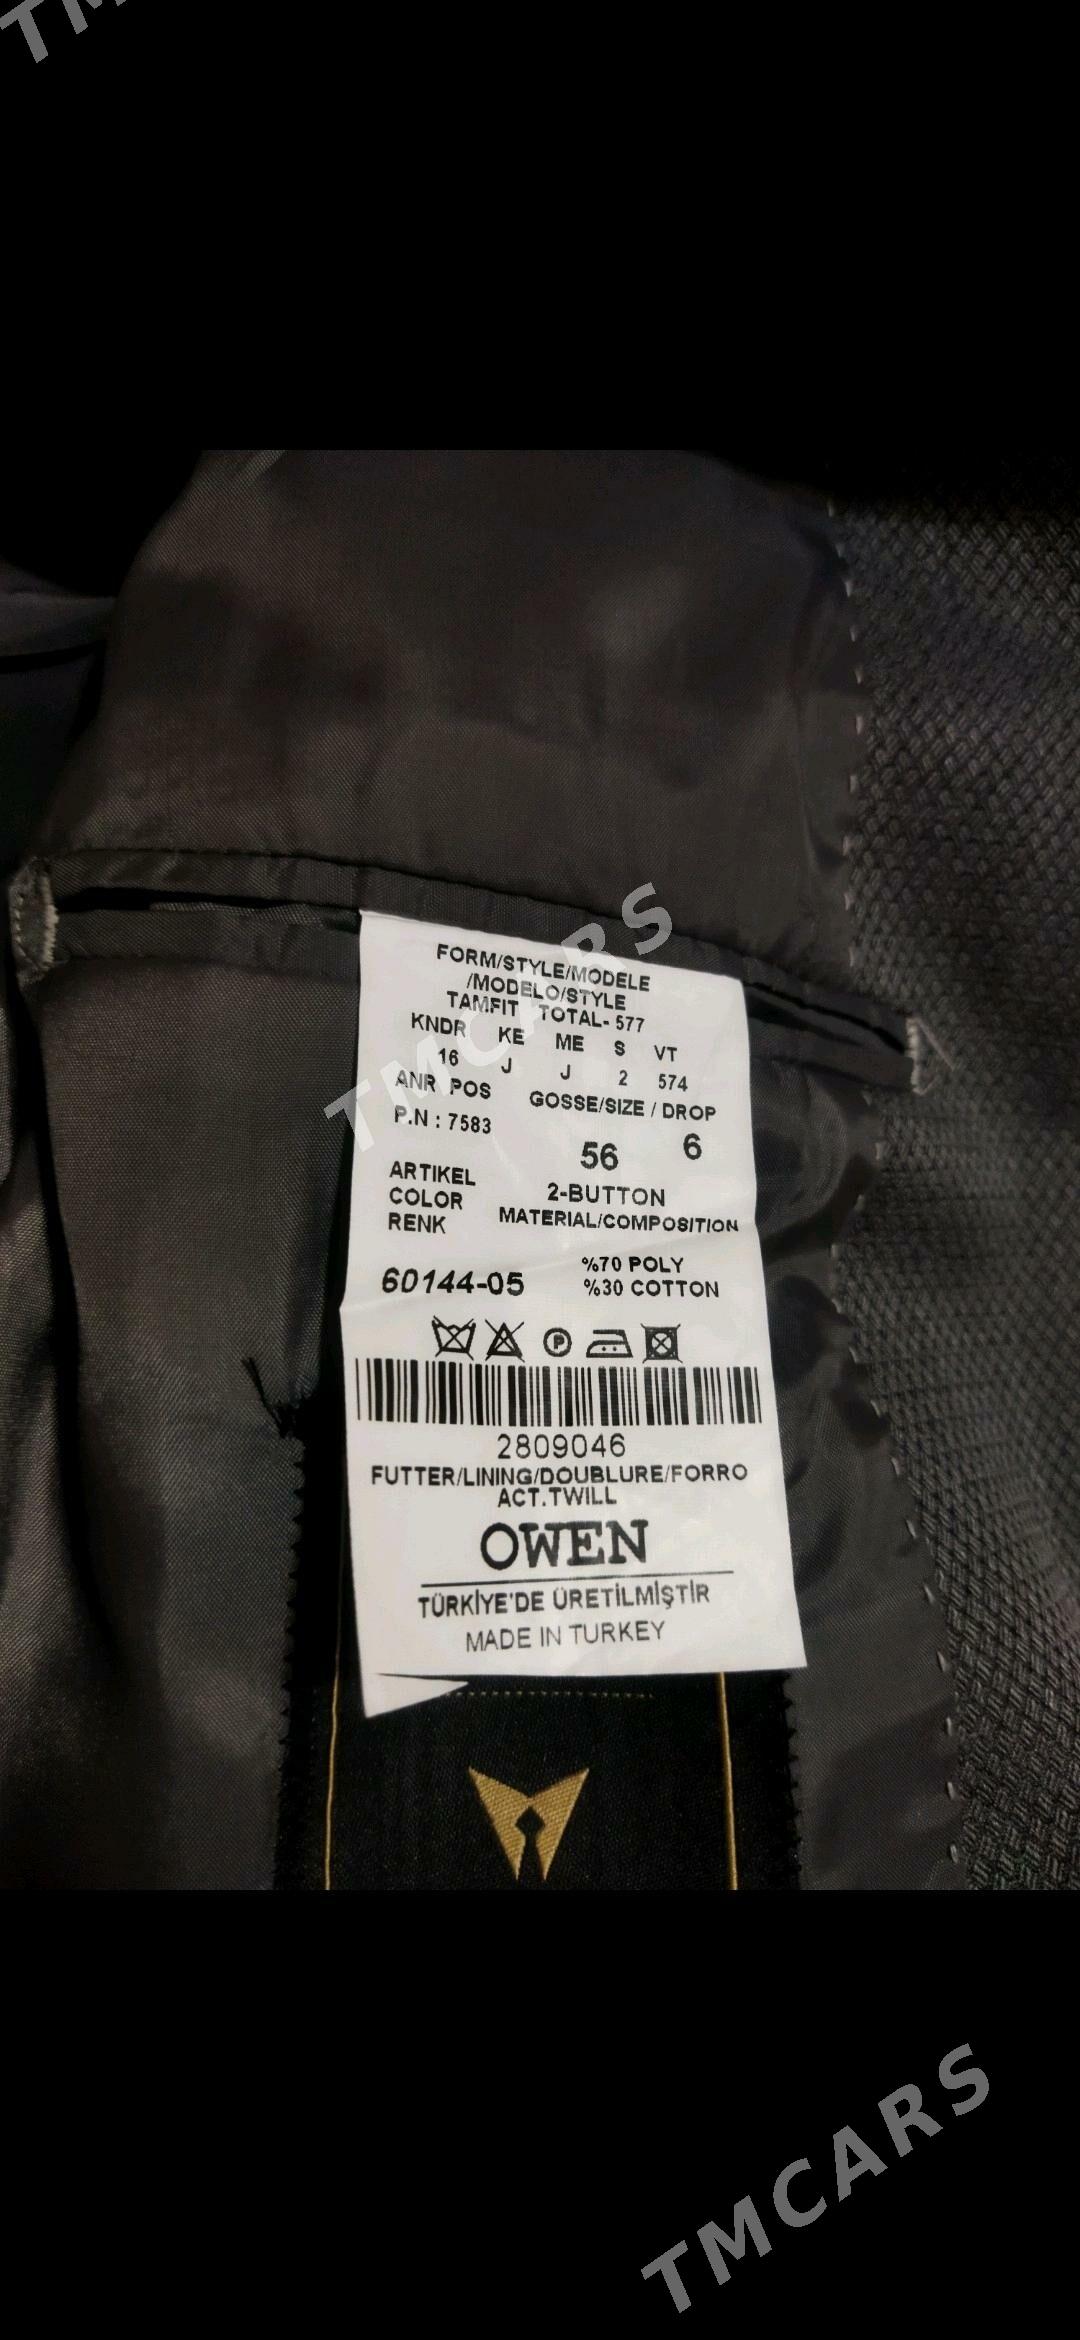 TM
FORM/STYLE/MODELE
/MODELO/STYLE
TAMFIT TOTAL- 577
KNDR KE ME S VT
16 J J 2 574
ANR POS GOSSE/SIZE / DROP
P.N : 7583
56 6
ARTIKEL
COLOR 2-BUTTON
RENK MATERIAL/COMPOSITION
%70 POLY
60144-05 %30 COTTON
P
2809046
FUTTER/LINING/DOUBLURE/FORRO
ACT.TWILL
OWEN
TÜRKİYE'DE ÜRETİLMİŞTİR
MADE IN TURKEY
TMCARS
TMCARS